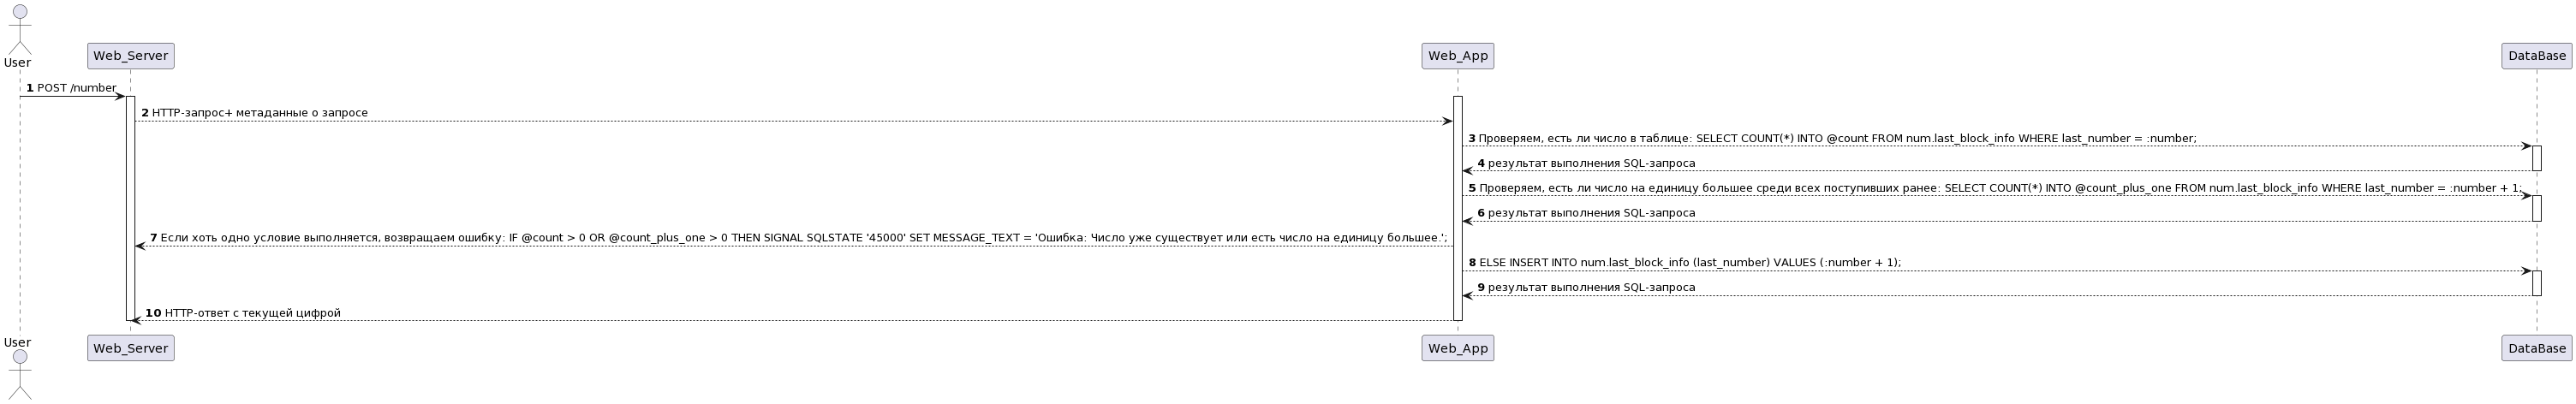 User
Web_Server
Web_App
DataBase
1 POST /number
2 HTTP-запрос+ метаданные о запросе
3 Проверяем, есть ли число в таблице: SELECT COUNT(*) INTO @count FROM num.last_block_info WHERE last_number = :number;
4 результат выполнения SQL-запроса
5 Проверяем, есть ли число на единицу большее среди всех поступивших ранее: SELECT COUNT(*) INTO @count_plus_one FROM num.last_block_info WHERE last_number = :number + 1;
6 результат выполнения SQL-запроса
7 Если хоть одно условие выполняется, возвращаем ошибку: IF @count > 0 OR @count_plus_one > 0 THEN SIGNAL SQLSTATE '45000' SET MESSAGE_TEXT = 'Ошибка: Число уже существует или есть число на единицу большее.';
8 ELSE INSERT INTO num.last_block_info (last_number) VALUES (:number + 1);
9 результат выполнения SQL-запроса
10 HTTP-ответ с текущей цифрой
User
Web_Server
Web_App
DataBase